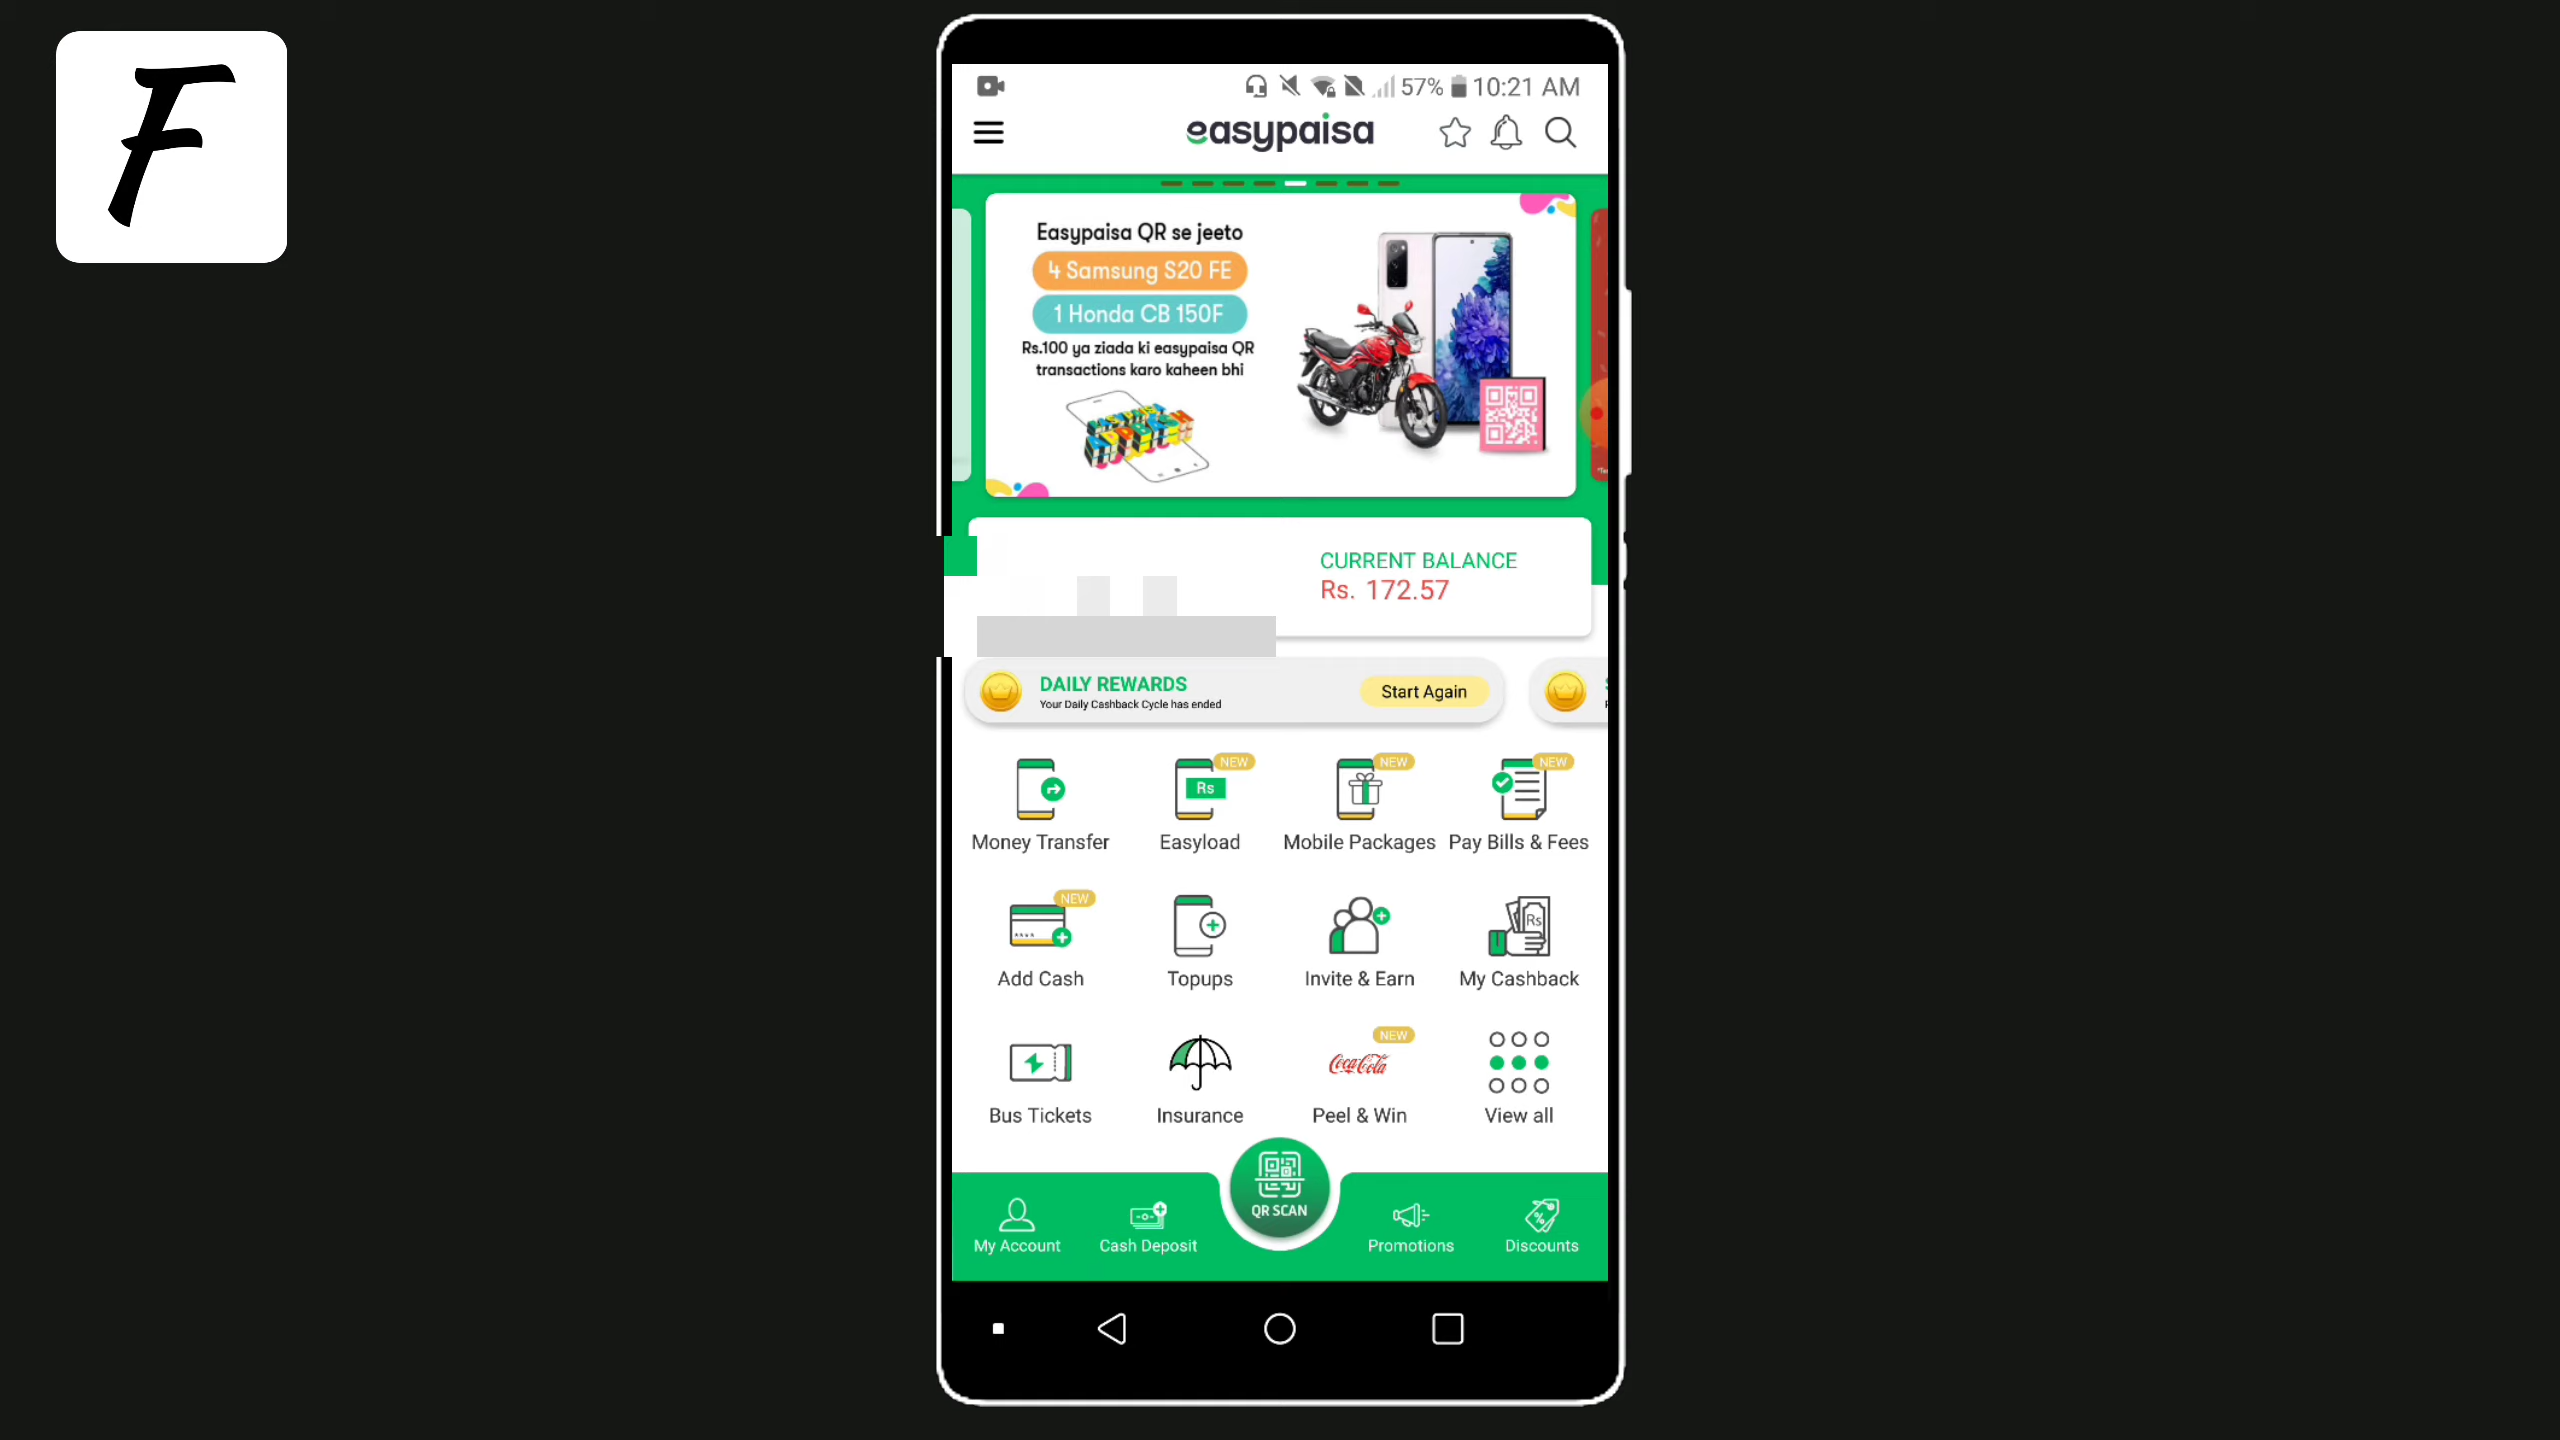 F
57% 10:21 AM
easypaisa
Easypaisa QR se jeeto
4 Samsung S20 FE
1 Honda CB 150F
Rs.100 ya ziada ki easypaisa QR
transactions karo kaheen bhi
CURRENT BALANCE
Rs. 172.57
DAILY REWARDS
Your Daily Cashback Cycle has ended
Start Again
NEW
NEW
NEW
Rs
Money Transfer
Easyload
Mobile Packages
Pay Bills & Fees
NEW
Rs
Add Cash
Topups
Invite & Earn
My Cashback
NEW
Coca-Cola
Bus Tickets
Insurance
Peel & Win
View all
QR SCAN
My Account
Cash Deposit
Promotions
Discounts